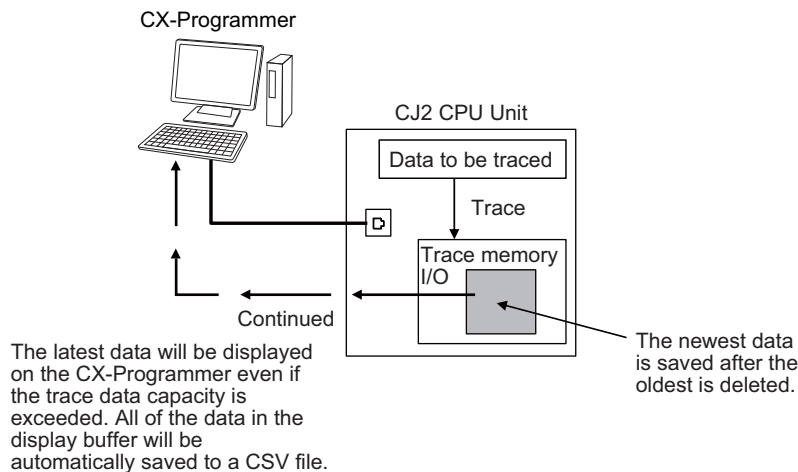 CX-Programmer
CJ2 CPU Unit
Data to be traced
Trace
Trace memory
I/O
Continued
The latest data will be displayed
on the CX-Programmer even if
the trace data capacity is
exceeded. All of the data in the
display buffer will be
automatically saved to a CSV file.
The newest data
is saved after the
oldest is deleted.